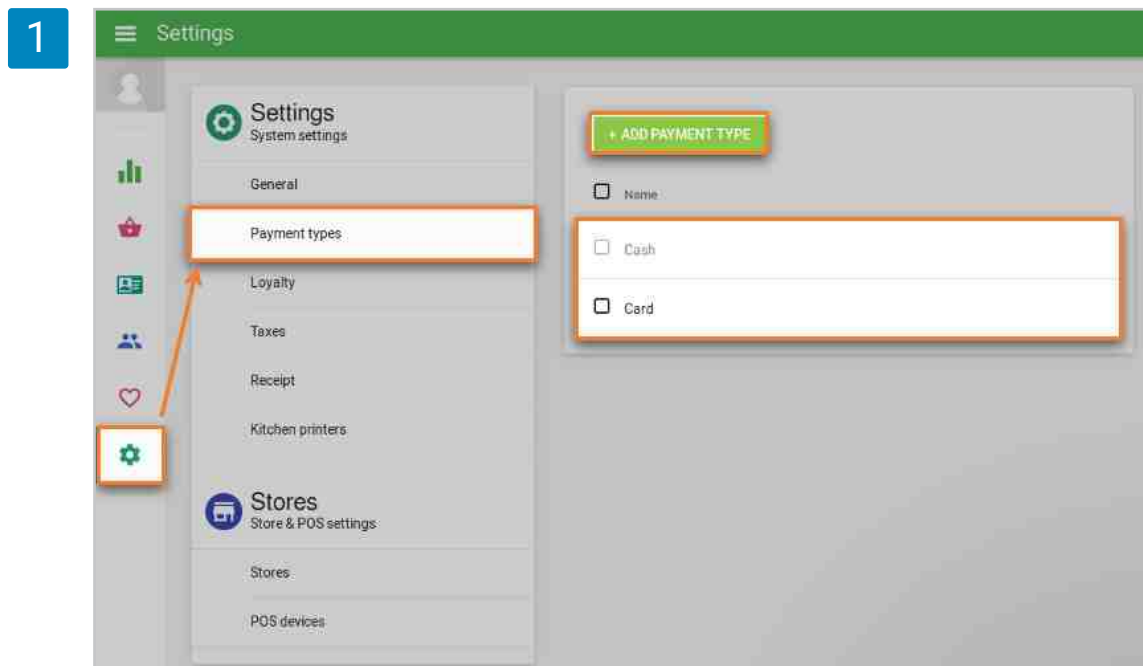 1
Settings
Settings
System settings
General
Payment types
Loyalty
Taxes
Receipt
Kitchen printers
Stores
Store & POS settings
Stores
POS devices
+ ADD PAYMENT TYPE
Name
Cash
Card